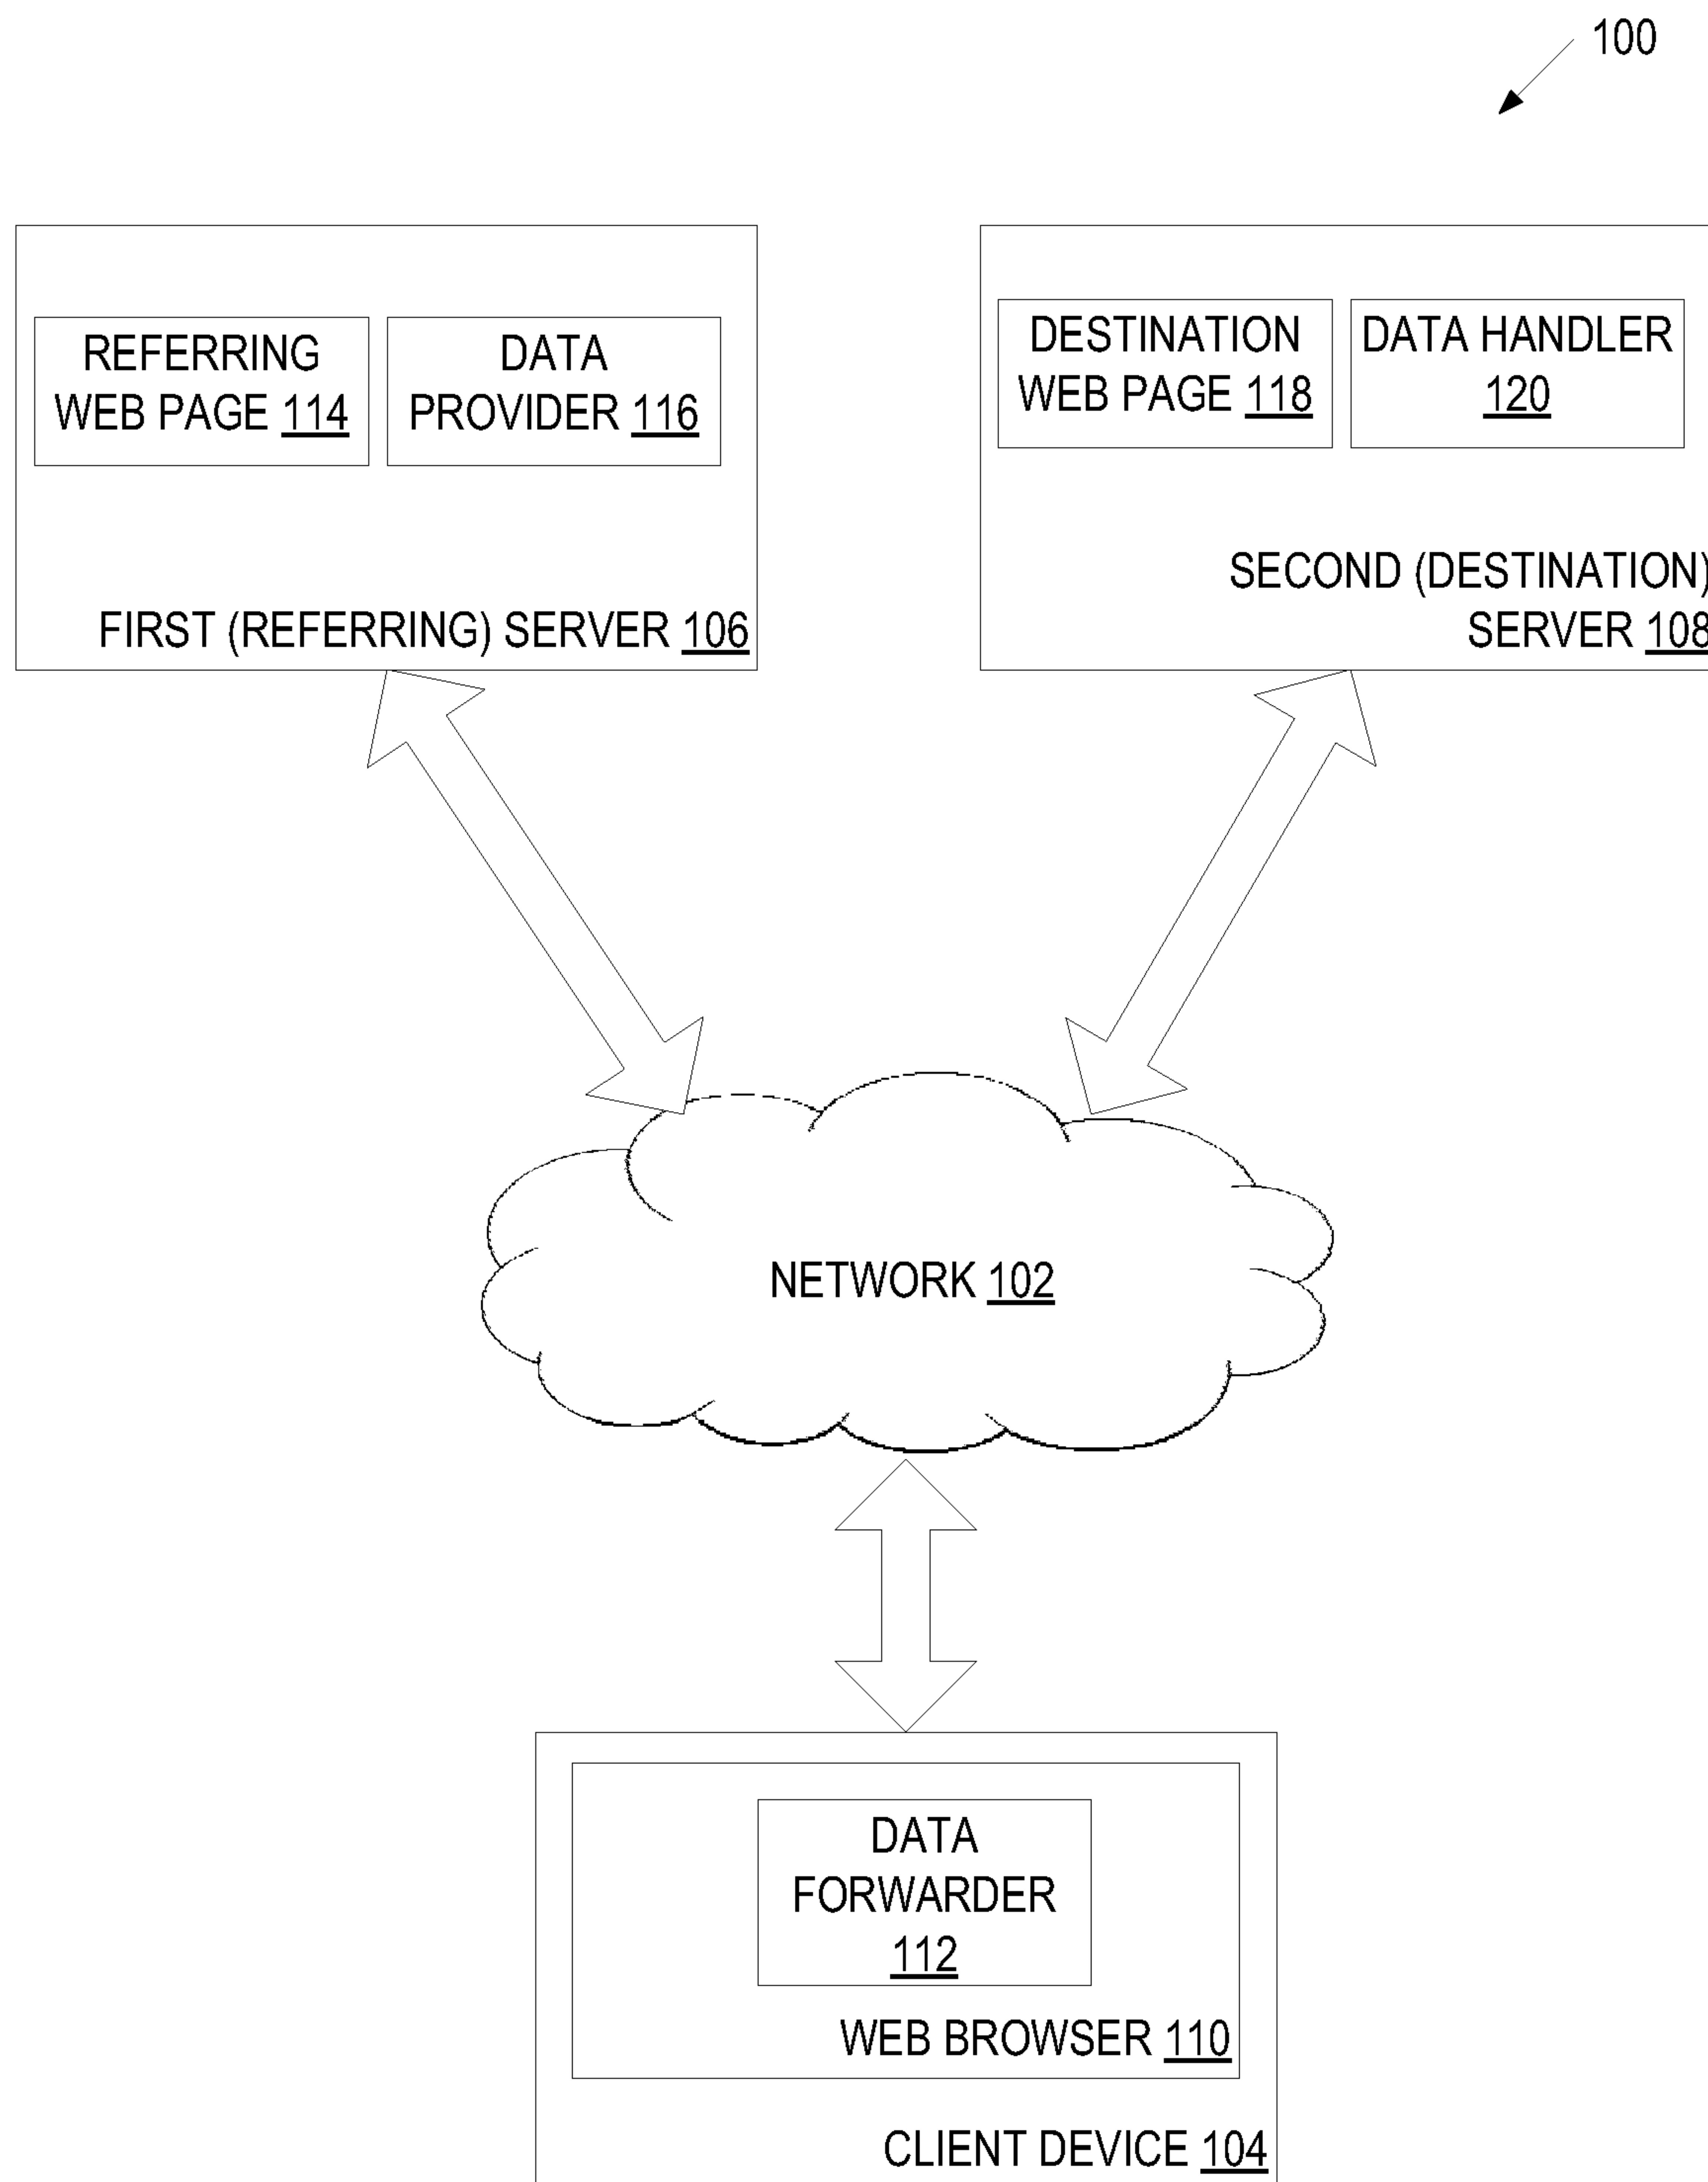 100
REFERRING
WEB PAGE 114
DATA
PROVIDER 116
FIRST (REFERRING) SERVER 106
DESTINATION
WEB PAGE 118
DATA HANDLER
120
SECOND (DESTINATION)
SERVER 108
NETWORK 102
DATA
FORWARDER
112
WEB BROWSER 110
CLIENT DEVICE 104